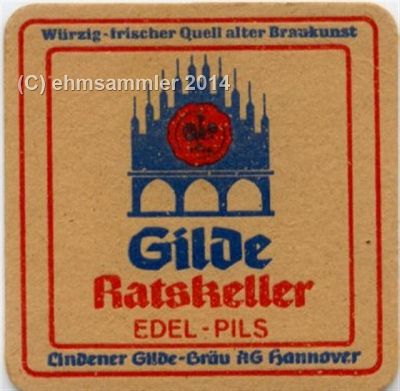 Würzig-frischer Quell alter Braukunst
(C) ehmsammler 2014
Gilde
Ratskeller
EDEL-PILS
Lindener Gilde-Bräu AG Hannover